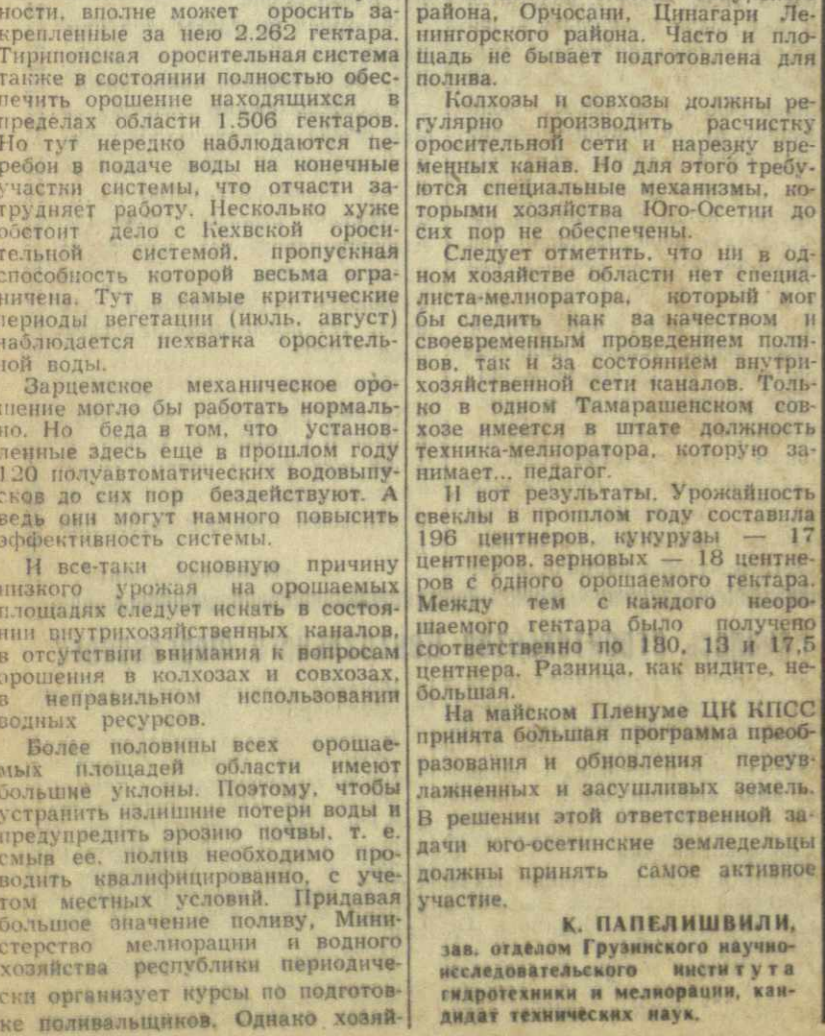 ности, вполне может оросить за-
крепленные за нею 2.262 гектара.
Тирипонская оросительная система
также в состоянии полностью обес-
печить орошение находящихся в
пределах области 1.506 гектаров.
Но тут нередко наблюдаются пе-
ребои в подаче воды на конечные
участки системы, что отчасти за-
трудняет работу. Несколько хуже
обстоит дело с Кехвской ороси-
тельной системой, пропускная
способность которой весьма огра-
ничена. Тут в самые критические
периоды вегетации (июль, август)
наблюдается нехватка ороситель-
ной воды.
Зарцемское механическое оро-
шение могло бы работать нормаль-
но. Но беда в том, что установ-
ленные здесь еще в прошлом году
120 полуавтоматических водовыпу-
сков до сих пор бездействуют. А
ведь они могут намного повысить
эффективность системы.
И все-таки основную причину
низкого урожая на орошаемых
площадях следует искать в состоя-
нии внутрихозяйственных каналов,
в отсутствии внимания к вопросам
орошения в колхозах и совхозах,
в неправильном использовании
водных ресурсов.
Более половины всех орошае-
мых площадей области имеют
большие уклоны. Поэтому, чтобы
устранить излишние потери воды и
предупредить эрозию почвы, т. е.
смыв ее, полив необходимо про-
водить квалифицированно, с уче-
том местных условий. Придавая
большое значение поливу, Мини-
стерство мелиорации и водного
хозяйства республики периодиче-
ски организует курсы по подготов-
ке поливальщиков. Однако хозяй-
района, Орчосани, Цинагари Ле-
нингорского района. Часто и пло-
щадь не бывает подготовлена для
полива.
Колхозы и совхозы должны ре-
гулярно производить расчистку
оросительной сети и нарезку вре-
менных канав. Но для этого требу-
ются специальные механизмы, ко-
торыми хозяйства Юго-Осетии до
сих пор не обеспечены.
Следует отметить, что ни в од-
ном хозяйстве области нет специа-
листа-мелиоратора, который мог
бы следить как за качеством и
своевременным проведением поли-
вов, так и за состоянием внутри-
хозяйственной сети каналов. Толь-
ко в одном Тамарашенском сов-
хозе имеется в штате должность
техника-мелиоратора, которую за-
нимает... педагог.
И вот результаты. Урожайность
свеклы в прошлом году составила
196 центнеров, кукурузы — 17
центнеров, зерновых — 18 центне-
ров с одного орошаемого гектара.
Между тем с каждого неоро-
шаемого гектара было получено
соответственно по 180, 13 и 17,5
центнера. Разница, как видите, не-
большая.
На майском Пленуме ЦК КПСС
принята большая программа преоб-
разования и обновления переув-
лажненных и засушливых земель.
В решении этой ответственной за-
дачи юго-осетинские земледельцы
должны принять самое активное
участие.
К. ПАПЕЛИШВИЛИ,
зав. отделом Грузинского научно-
исследовательского института
гидротехники и мелиорации, кан-
дидат технических наук.